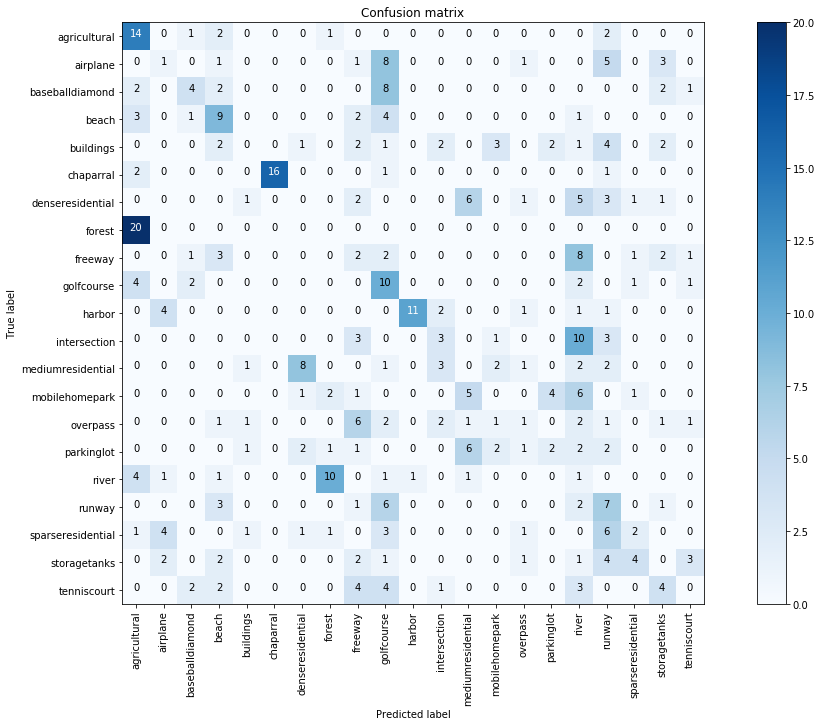 Confusion matrix
agricultural 14 0 1 2 0 0 0 1 0 0 0 0 0 0 0 0 0 2 0 0 0
airplane 0 1 0 1 0 0 0 0 1 8 0 0 0 0 1 0 0 5 0 3 0
baseballdiamond 2 0 4 2 0 0 0 0 0 8 0 0 0 0 0 0 0 0 0 2 1
beach 3 0 1 9 0 0 0 0 2 4 0 0 0 0 0 0 1 0 0 0 0
buildings 0 0 0 2 0 0 1 0 2 1 0 2 0 3 0 2 1 4 0 2 0
chaparral 2 0 0 0 0 16 0 0 0 1 0 0 0 0 0 0 0 1 0 0 0
denseresidential 0 0 0 0 1 0 0 0 2 0 0 0 6 0 1 0 5 3 1 1 0
forest 20 0 0 0 0 0 0 0 0 0 0 0 0 0 0 0 0 0 0 0 0
freeway 0 0 1 3 0 0 0 0 2 2 0 0 0 0 0 0 8 0 1 2 1
golfcourse 4 0 2 0 0 0 0 0 0 10 0 0 0 0 0 0 2 0 1 0 1
harbor 0 4 0 0 0 0 0 0 0 0 11 2 0 0 1 0 1 1 0 0 0
intersection 0 0 0 0 0 0 0 0 3 0 0 3 0 1 0 0 10 3 0 0 0
mediumresidential 0 0 0 0 1 0 8 0 0 1 0 3 0 2 1 0 2 2 0 0 0
mobilehomepark 0 0 0 0 0 0 1 2 1 0 0 0 5 0 0 4 6 0 1 0 0
overpass 0 0 0 1 1 0 0 0 6 2 0 2 1 1 1 0 2 1 0 1 1
parkinglot 0 0 0 0 1 0 2 1 1 0 0 0 6 2 1 2 2 2 0 0 0
river 4 1 0 1 0 0 0 10 0 1 1 0 1 0 0 0 1 0 0 0 0
runway 0 0 0 3 0 0 0 0 1 6 0 0 0 0 0 0 2 7 0 1 0
sparseresidential 1 4 0 0 1 0 1 1 0 3 0 0 0 0 1 0 0 6 2 0 0
storagetanks 0 2 0 2 0 0 0 0 2 1 0 0 0 0 1 0 1 4 4 0 3
tenniscourt 0 0 2 2 0 0 0 0 4 4 0 1 0 0 0 0 3 0 0 4 0
True label
agricultural
airplane
baseballdiamond
beach
buildings
chaparral
denseresidential
forest
freeway
golfcourse
harbor
intersection
mediumresidential
mobilehomepark
overpass
parkinglot
river
runway
sparseresidential
storagetanks
tenniscourt
Predicted label
20.0
17.5
15.0
12.5
10.0
7.5
5.0
2.5
0.0